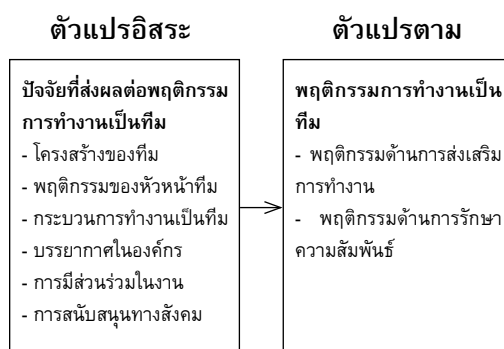 ตัวแปรอิสระ
ปัจจัยที่ส่งผลต่อพฤติกรรม
การทำงานเป็นทีม
- โครงสร้างของทีม
- พฤติกรรมของหัวหน้าทีม
- กระบวนการทำงานเป็นทีม
- บรรยากาศในองค์กร
- การมีส่วนร่วมในงาน
- การสนับสนุนทางสังคม
ตัวแปรตาม
พฤติกรรมการทำงานเป็น
ทีม
- พฤติกรรมด้านการส่งเสริม
การทำงาน
- พฤติกรรมด้านการรักษา
ความสัมพันธ์